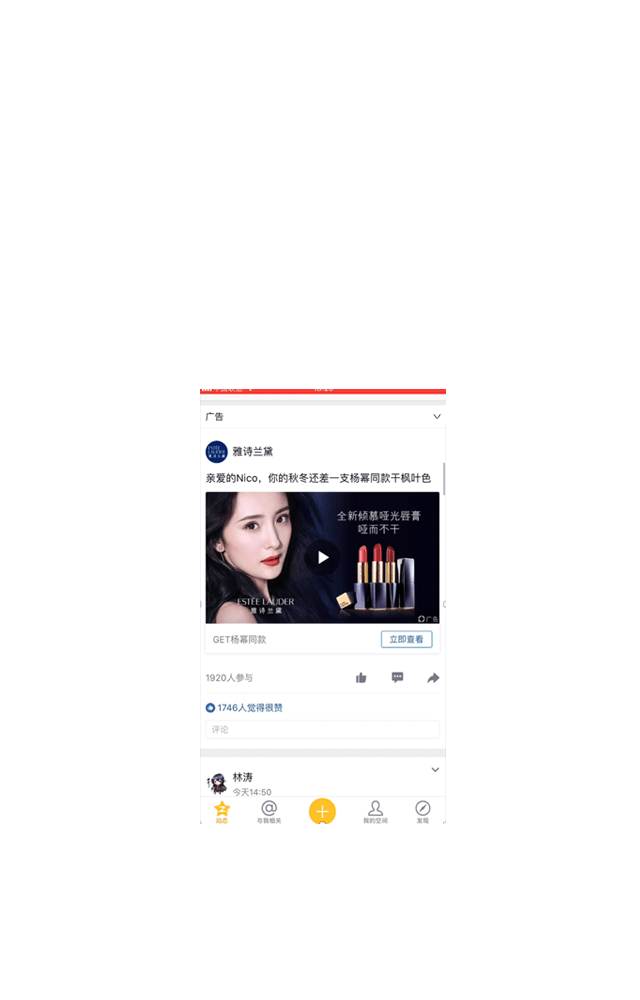 广告
雅诗兰黛
亲爱的Nico，你的秋冬还差一支杨幂同款干枫叶色
全新倾慕哑光唇膏
哑而不干
ESTĒE LAUDER
雅诗兰黛
广告
GET杨幂同款
立即查看
1920人参与
1746人觉得很赞
评论
林涛
今天14:50
动态
与我相关
我的空间
发现